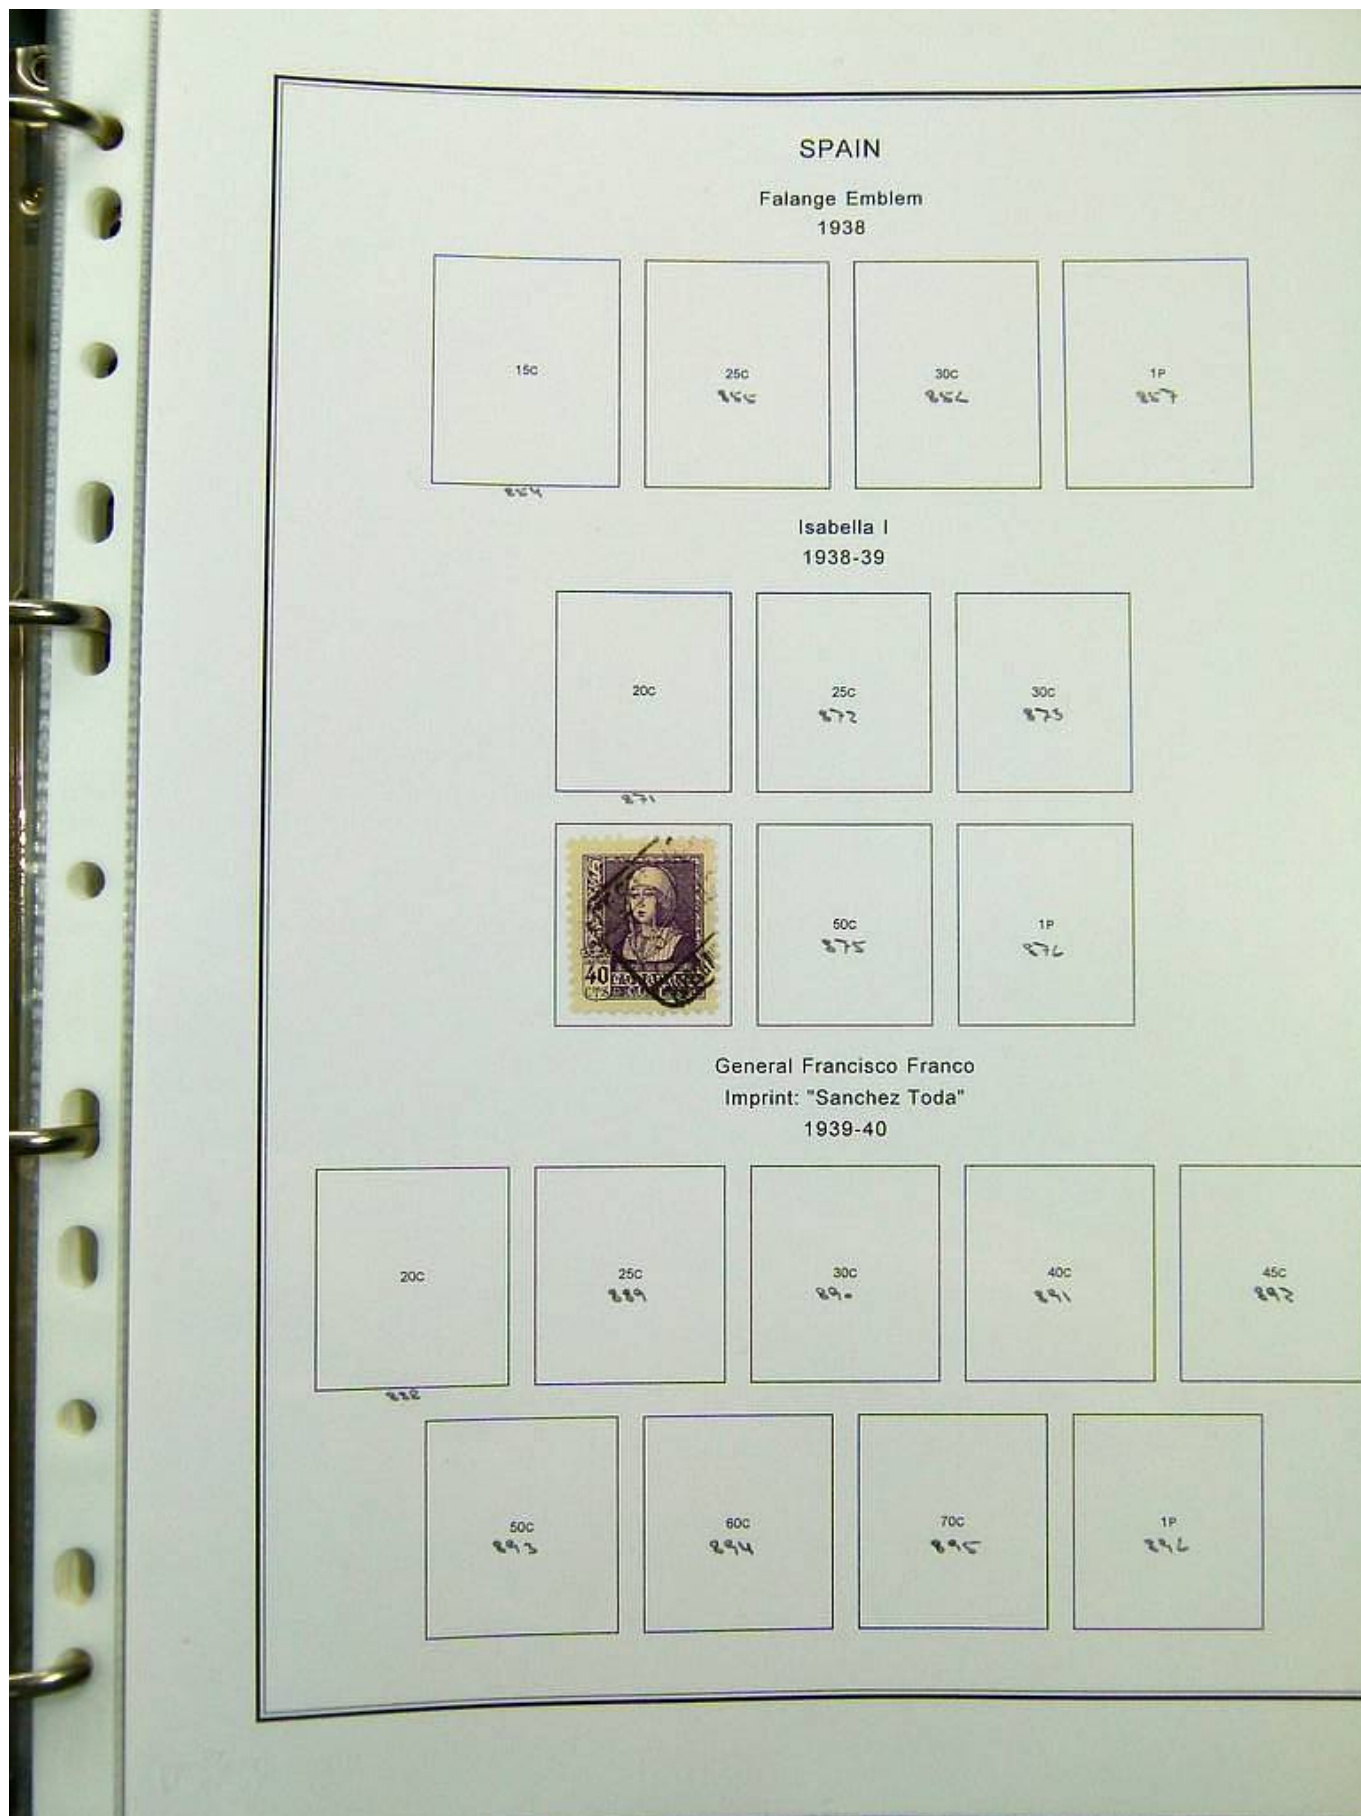 SPAIN
Falange Emblem
1938
15C 25C 30C 1P
855 856 857
854
Isabella I
1938-39
20C 25C 30C
872 873
871
50C 1P
875 876
40
CTS
General Francisco Franco
Imprint: "Sanchez Toda"
1939-40
20C 25C 30C 40C 45C
889 890 891 892
888
50C 60C 70C 1P
893 894 895 896